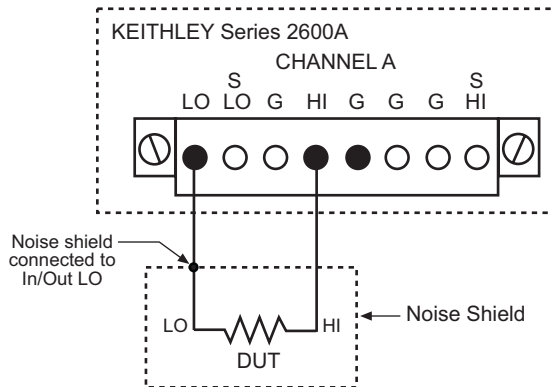 KEITHLEY Series 2600A
CHANNEL A
S S
LO LO G HI G G G HI
Noise shield
connected to
In/Out LO
LO HI
Noise Shield
DUT